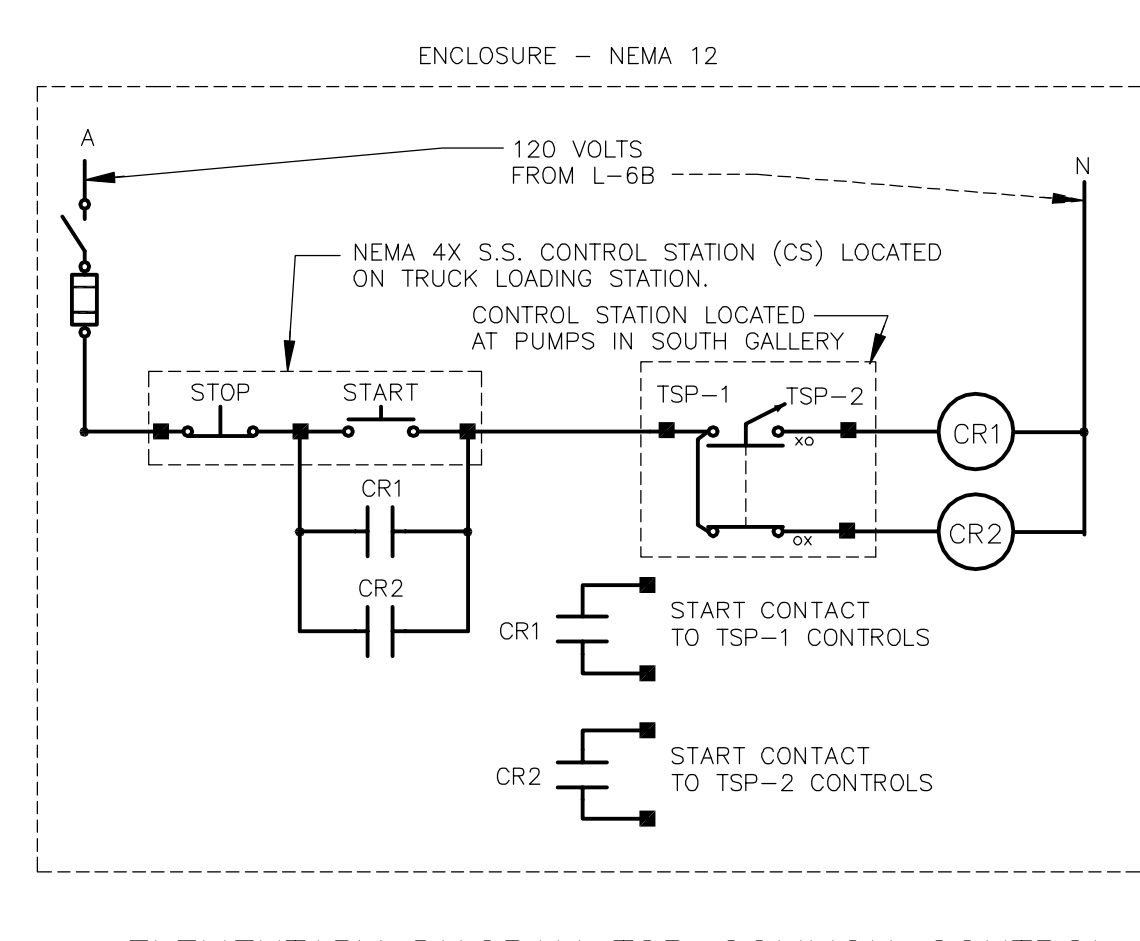 ENCLOSURE – NEMA 12
A
120 VOLTS
FROM L–6B
N
NEMA 4X S.S. CONTROL STATION (CS) LOCATED
ON TRUCK LOADING STATION.
CONTROL STATION LOCATED
AT PUMPS IN SOUTH GALLERY
STOP
START
TSP–1
TSP–2
xo
CR1
CR1
ox
CR2
CR2
CR1
START CONTACT
TO TSP–1 CONTROLS
CR2
START CONTACT
TO TSP–2 CONTROLS